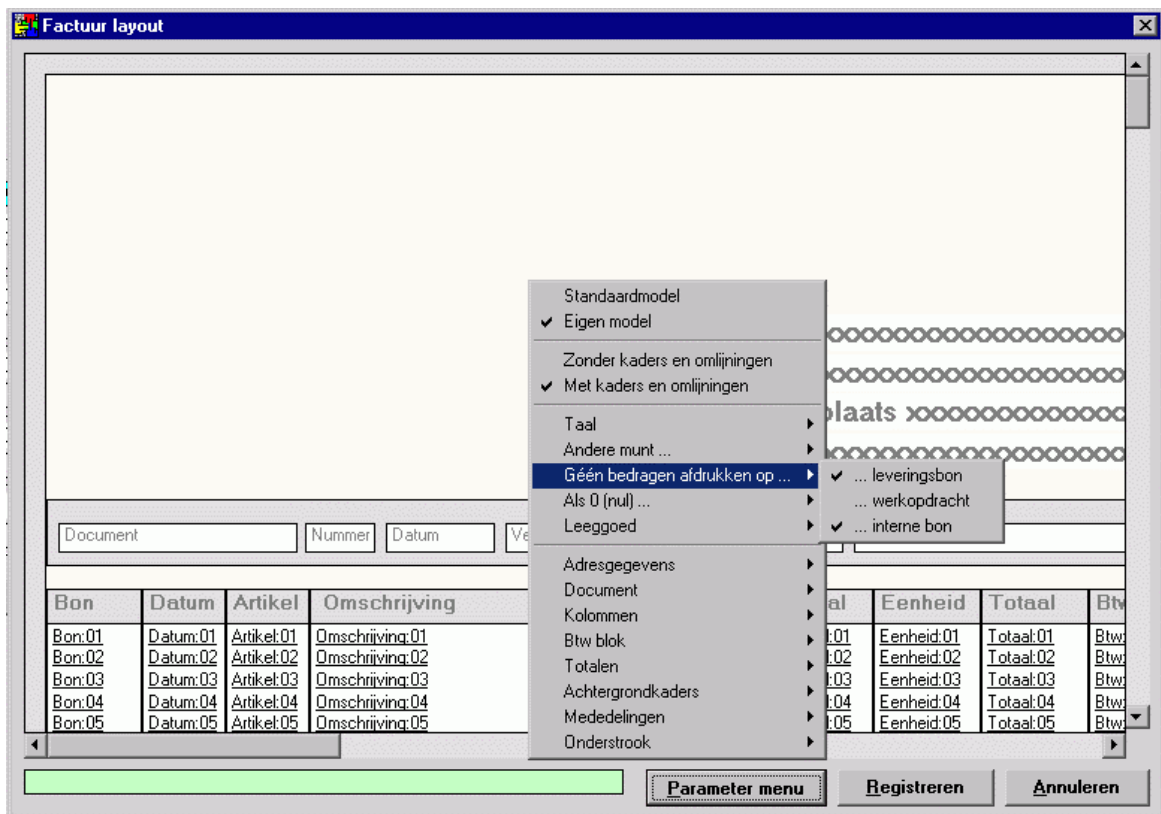 Factuur layout
Standaardmodel
Eigen model
Zonder kaders en omlijningen
Met kaders en omlijningen
Taal
Andere munt ...
Géén bedragen afdrukken op ...
Als 0 (nul) ...
Leeggoed
Adresgegevens
Document
Kolommen
Btw blok
Totalen
Achtergrondkaders
Mededelingen
Onderstrook
... leveringsbon
... werkopdracht
... interne bon
Document Nummer Datum
Bon Datum Artikel Omschrijving Eenheid Totaal
Bon:01 Datum:01 Artikel:01 Omschrijving:01 Eenheid:01 Totaal:01
Bon:02 Datum:02 Artikel:02 Omschrijving:02 Eenheid:02 Totaal:02
Bon:03 Datum:03 Artikel:03 Omschrijving:03 Eenheid:03 Totaal:03
Bon:04 Datum:04 Artikel:04 Omschrijving:04 Eenheid:04 Totaal:04
Bon:05 Datum:05 Artikel:05 Omschrijving:05 Eenheid:05 Totaal:05
Parameter menu Registreren Annuleren